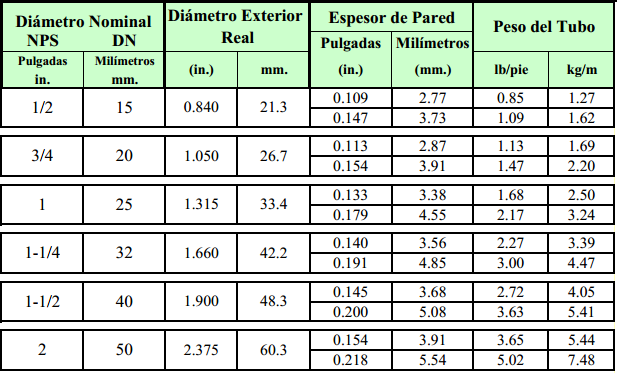 Diámetro Nominal Diámetro Exterior Real Espesor de Pared Peso del Tubo
NPS DN
Pulgadas in. Milímetros mm. (in.) mm. Pulgadas (in.) Milímetros (mm.) lb/pie kg/m
1/2 15 0.840 21.3 0.109 2.77 0.85 1.27
0.147 3.73 1.09 1.62
3/4 20 1.050 26.7 0.113 2.87 1.13 1.69
0.154 3.91 1.47 2.20
1 25 1.315 33.4 0.133 3.38 1.68 2.50
0.179 4.55 2.17 3.24
1-1/4 32 1.660 42.2 0.140 3.56 2.27 3.39
0.191 4.85 3.00 4.47
1-1/2 40 1.900 48.3 0.145 3.68 2.72 4.05
0.200 5.08 3.63 5.41
2 50 2.375 60.3 0.154 3.91 3.65 5.44
0.218 5.54 5.02 7.48